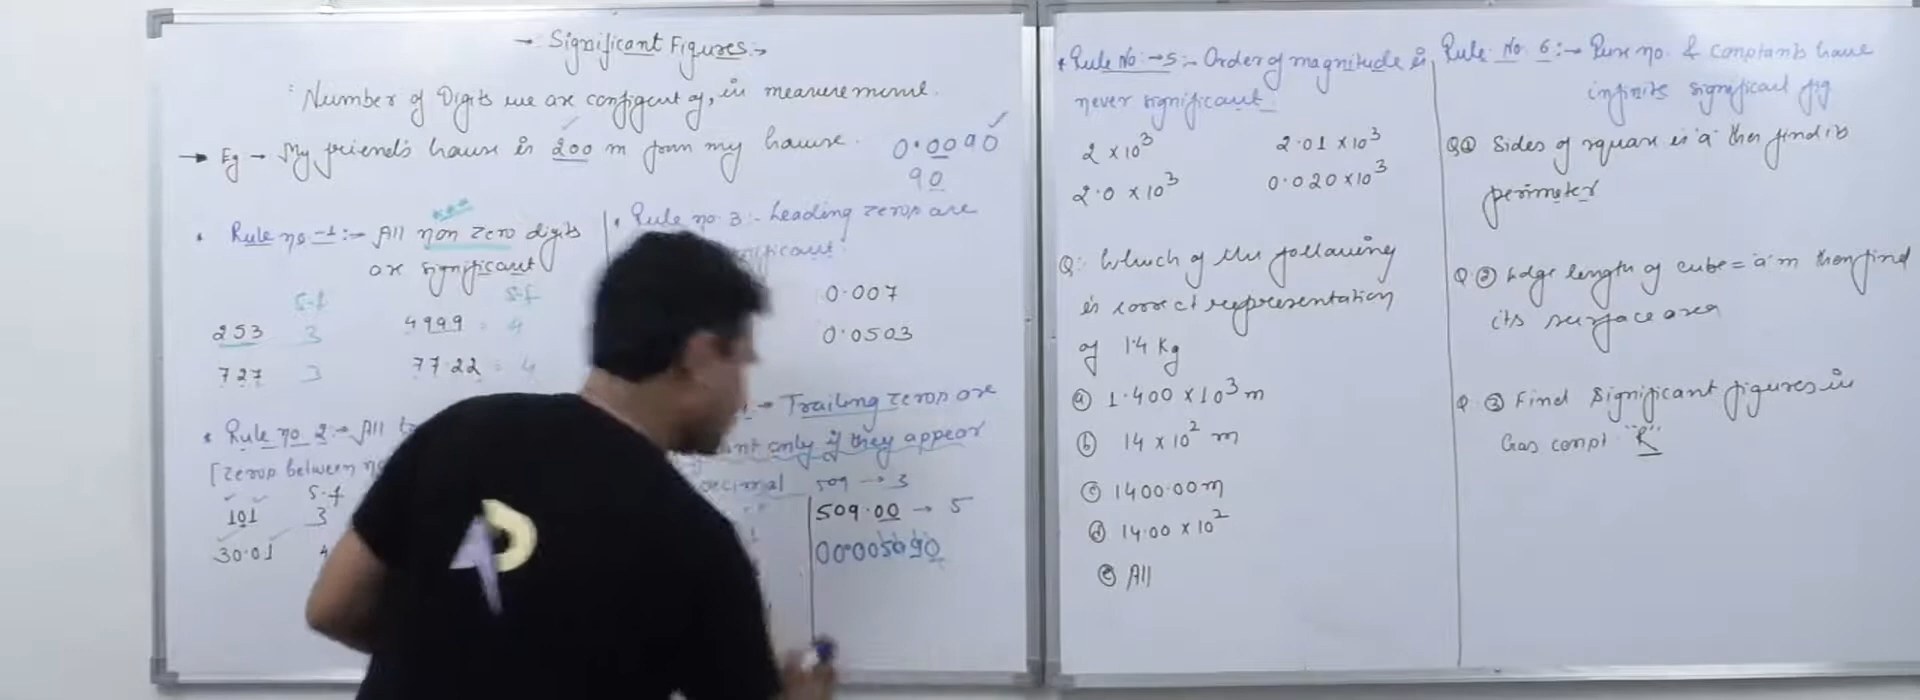 → Significant Figures:→
Number of Digits we are confident of, in measurement.
→ Eg → My friend's house is 200 m from my house.
0.0090
90
Rule no -1:→ All non zero digits
are significant
S.f S.f
253 3 4999 = 4
727 3 77.22 = 4
Rule no 2:→ All
[Zeros between
S.f
101 3
30.01 4
Rule no 3:- Leading zeros are
0.007
0.0503
→ Trailing zeros are
only if they appear
decimal 509 → 3
509.00 → 5
Rule No:→5:- Order of magnitude is
never significant.
2 × 10³ 2.01 × 10³
2.0 × 10³ 0.020 × 10³
Q: Which of the following
is correct representation
of 1.4 Kg
(a) 1.400 × 10³ m
(b) 14 × 10² m
(c) 1400.00 m
(d) 14.00 × 10²
(e) All
Rule No. 6:→ Pure no. & constants have
infinite significant fig
Q① Sides of square is 'a' then find its
perimeter
Q.② Edge length of cube = 'a' m then find
its surface area
Q.③ Find significant figures in
Gas const. "R"